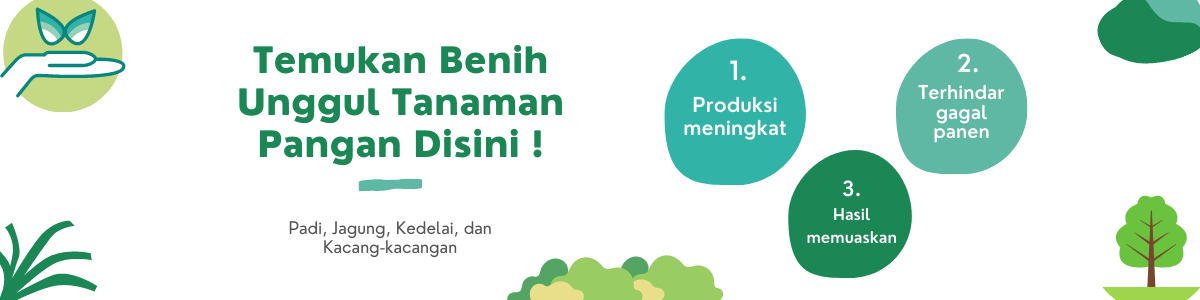 Temukan Benih
Unggul Tanaman
Pangan Disini !
Padi, Jagung, Kedelai, dan
Kacang-kacangan
1.
Produksi
meningkat
2.
Terhindar
gagal
panen
3.
Hasil
memuaskan